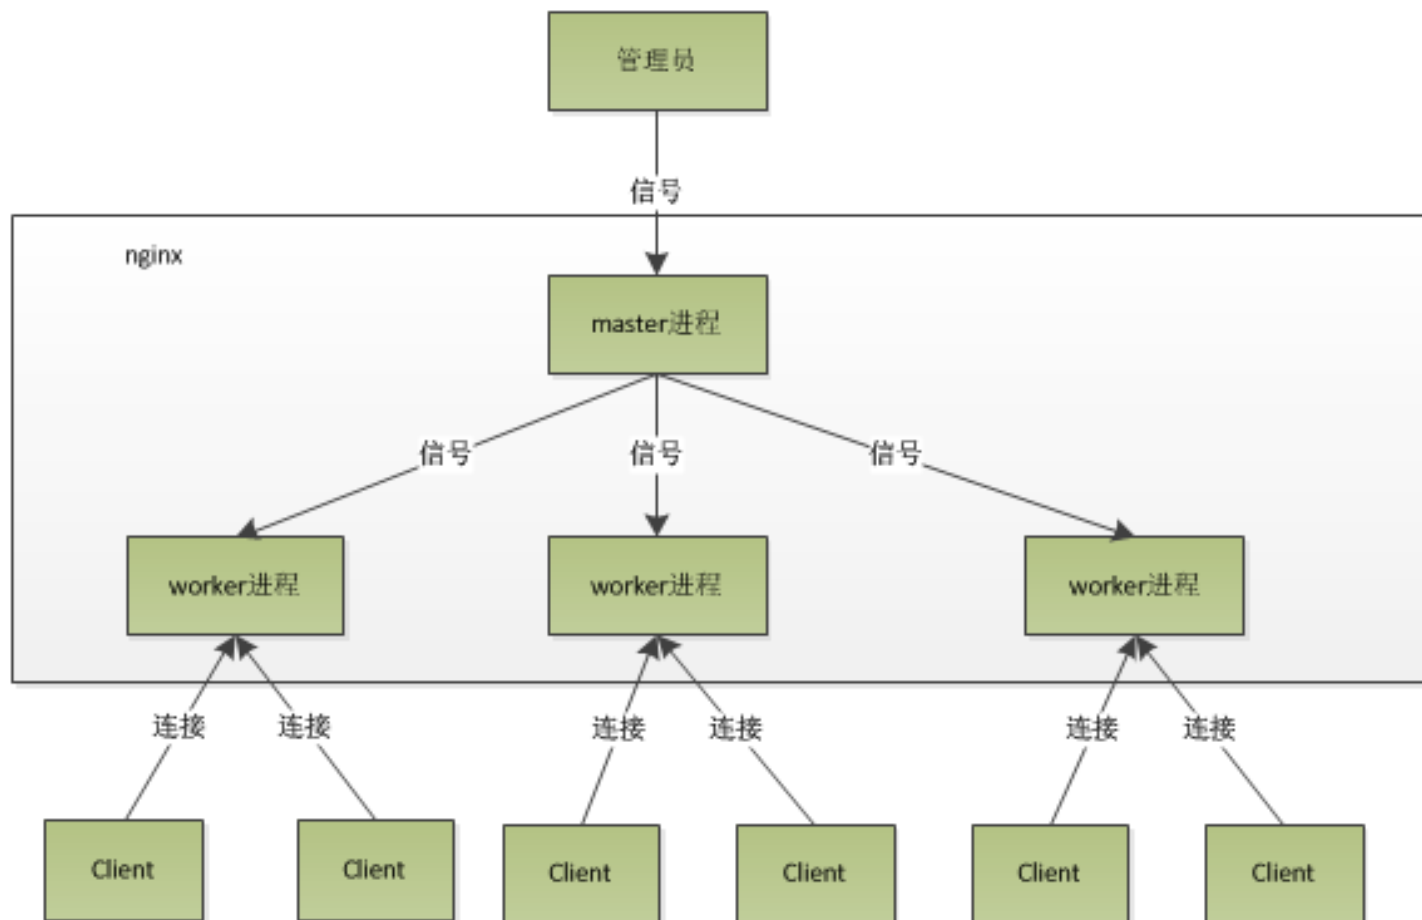 管理员
信号
nginx
master进程
信号
信号
信号
worker进程
worker进程
worker进程
连接
连接
连接
连接
连接
连接
Client
Client
Client
Client
Client
Client